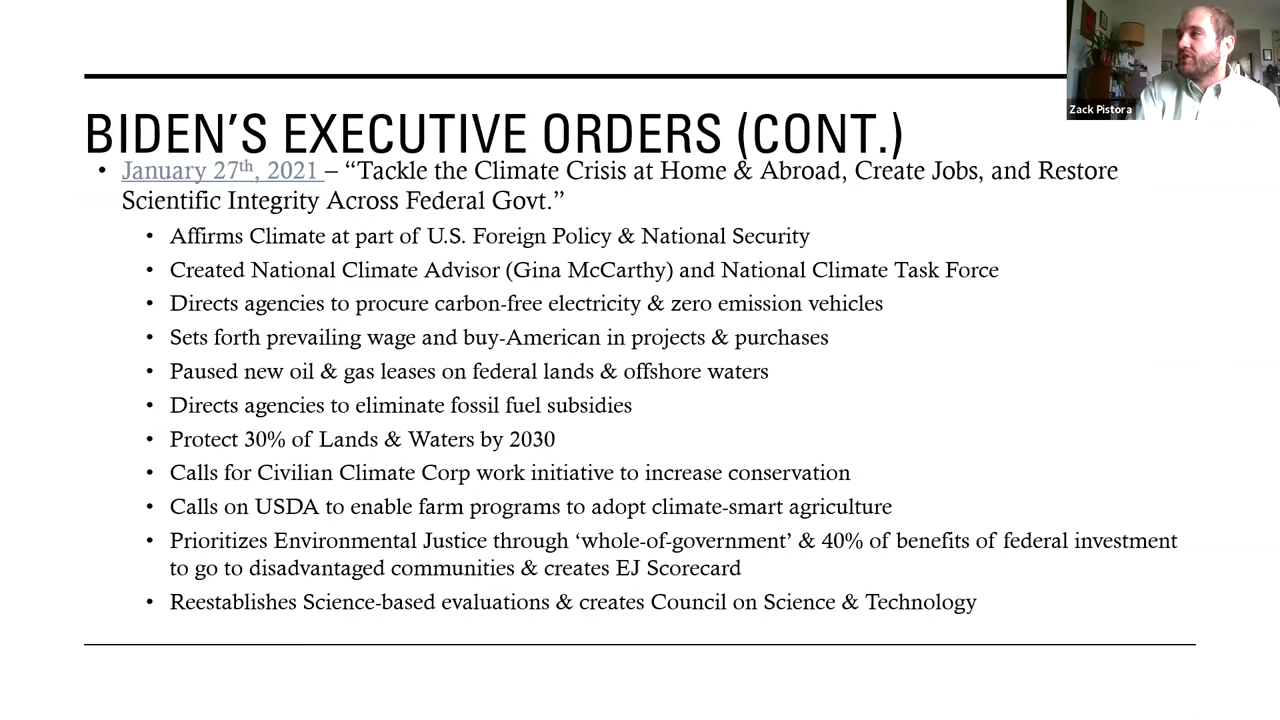 Zack Pistora
BIDEN’S EXECUTIVE ORDERS (CONT.)
• January 27th, 2021 – “Tackle the Climate Crisis at Home & Abroad, Create Jobs, and Restore
Scientific Integrity Across Federal Govt.”
• Affirms Climate at part of U.S. Foreign Policy & National Security
• Created National Climate Advisor (Gina McCarthy) and National Climate Task Force
• Directs agencies to procure carbon-free electricity & zero emission vehicles
• Sets forth prevailing wage and buy-American in projects & purchases
• Paused new oil & gas leases on federal lands & offshore waters
• Directs agencies to eliminate fossil fuel subsidies
• Protect 30% of Lands & Waters by 2030
• Calls for Civilian Climate Corp work initiative to increase conservation
• Calls on USDA to enable farm programs to adopt climate-smart agriculture
• Prioritizes Environmental Justice through ‘whole-of-government’ & 40% of benefits of federal investment
to go to disadvantaged communities & creates EJ Scorecard
• Reestablishes Science-based evaluations & creates Council on Science & Technology